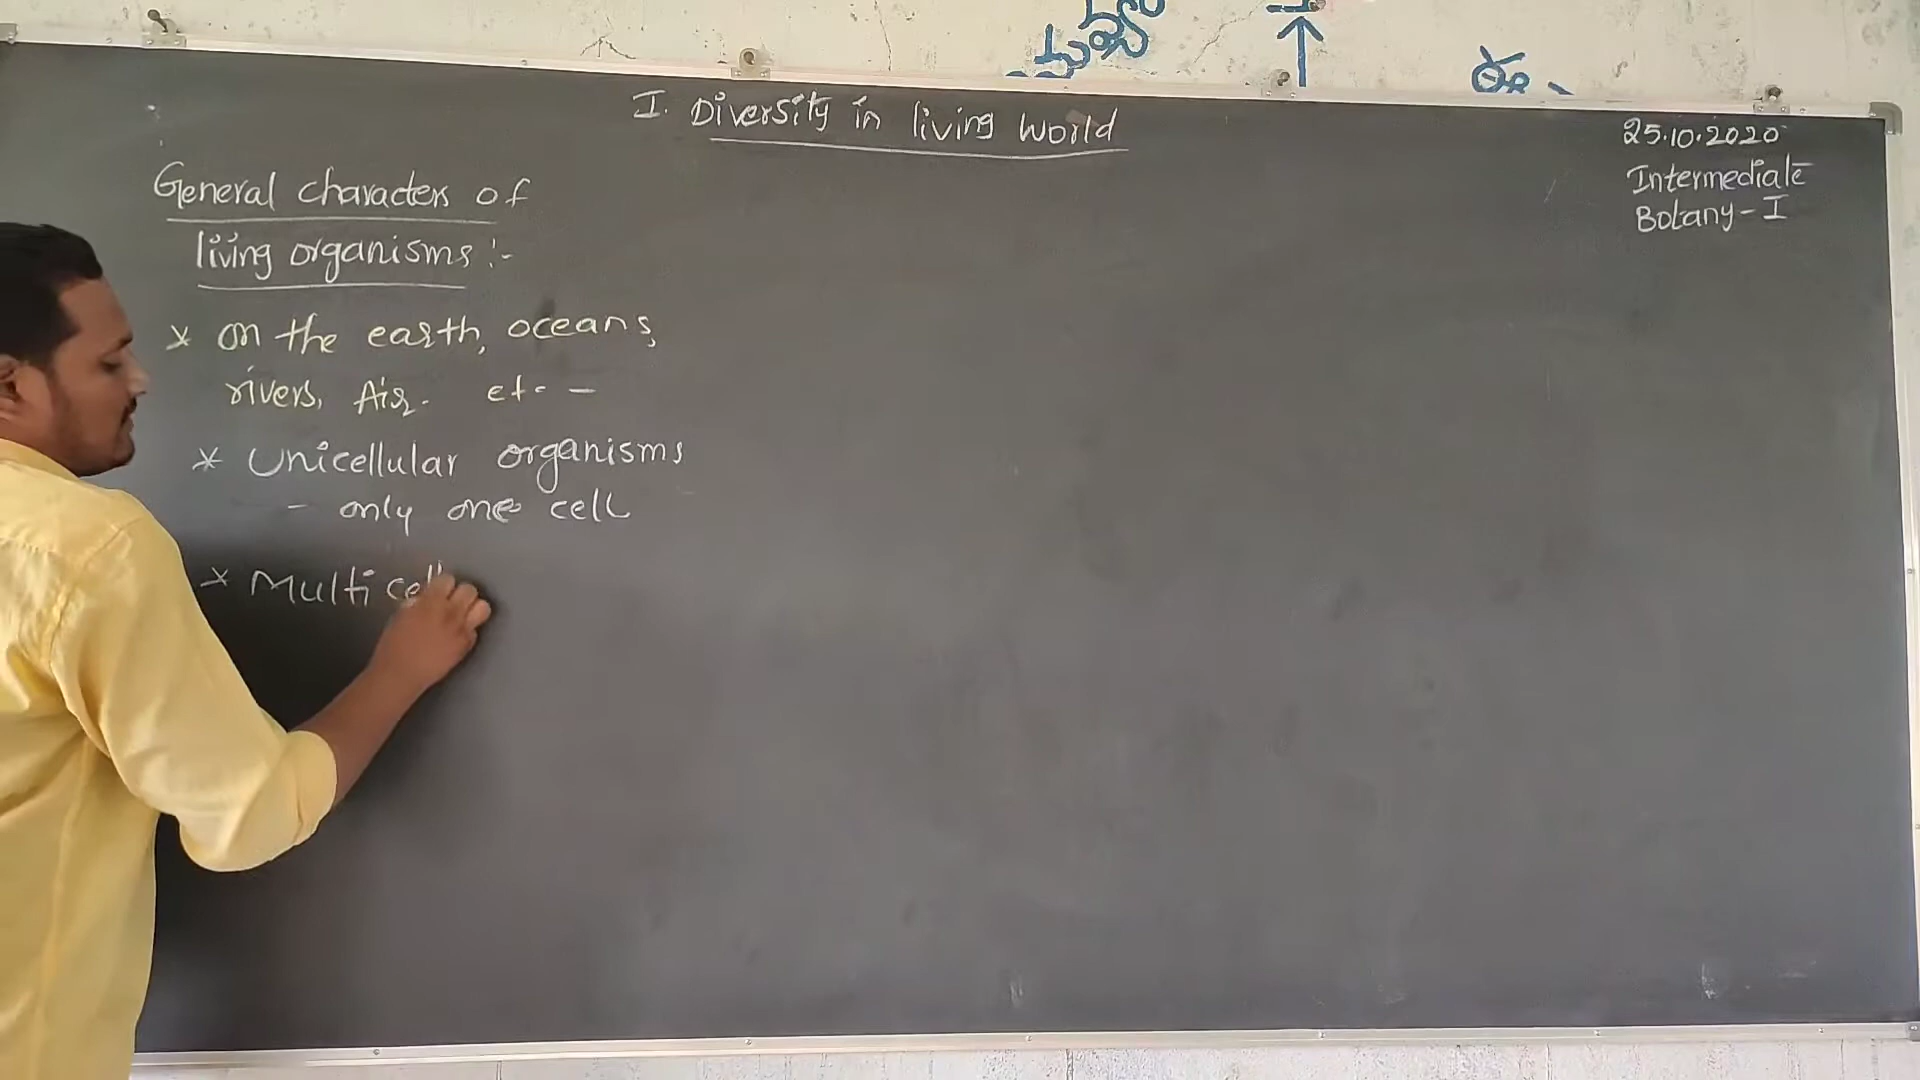 I. Diversity in living world
25.10.2020
Intermediate
Botany - I
General characters of
living organisms :-
* on the earth, oceans,
rivers, Air. etc -
* Unicellular organisms
- only one cell
* Multicell